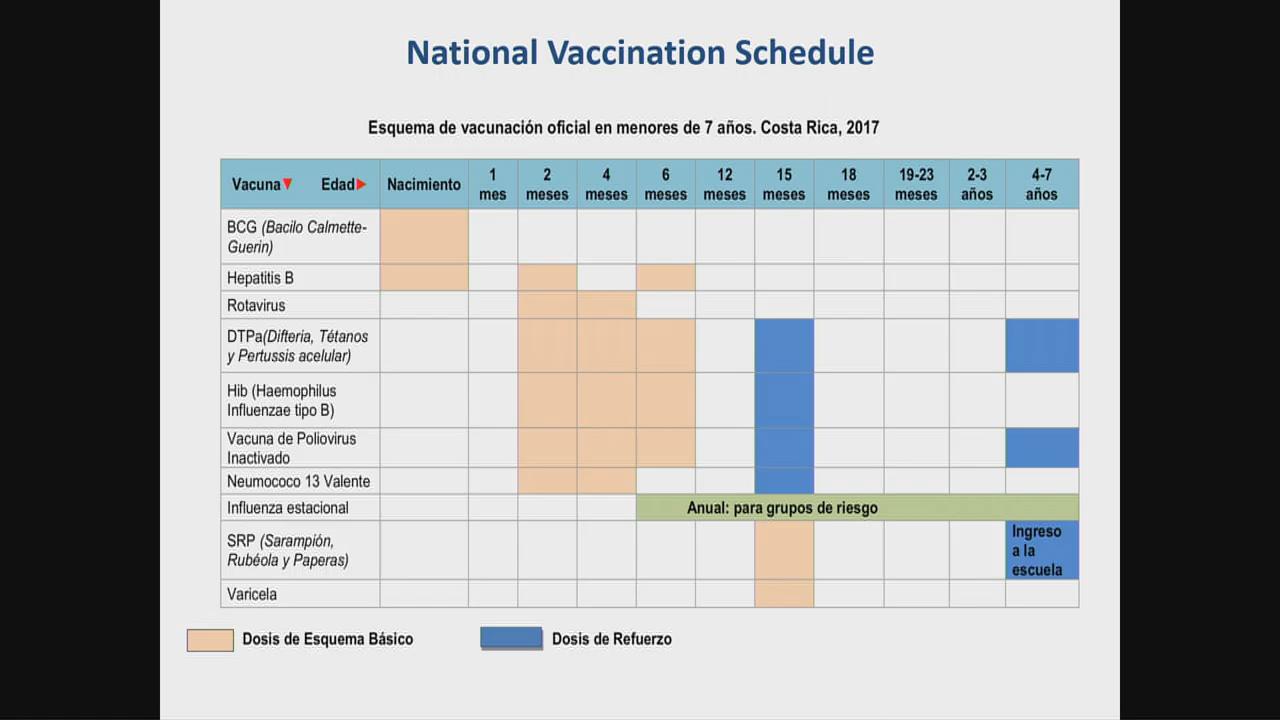 National Vaccination Schedule
Esquema de vacunación oficial en menores de 7 años. Costa Rica, 2017
Vacuna Edad Nacimiento 1 mes 2 meses 4 meses 6 meses 12 meses 15 meses 18 meses 19-23 meses 2-3 años 4-7 años
BCG (Bacilo Calmette-
Guerin)
Hepatitis B
Rotavirus
DTPa(Difteria, Tétanos
y Pertussis acelular)
Hib (Haemophilus
Influenzae tipo B)
Vacuna de Poliovirus
Inactivado
Neumococo 13 Valente
Influenza estacional Anual: para grupos de riesgo
SRP (Sarampión,
Rubéola y Paperas)
Ingreso
a la
escuela
Varicela
Dosis de Esquema Básico Dosis de Refuerzo